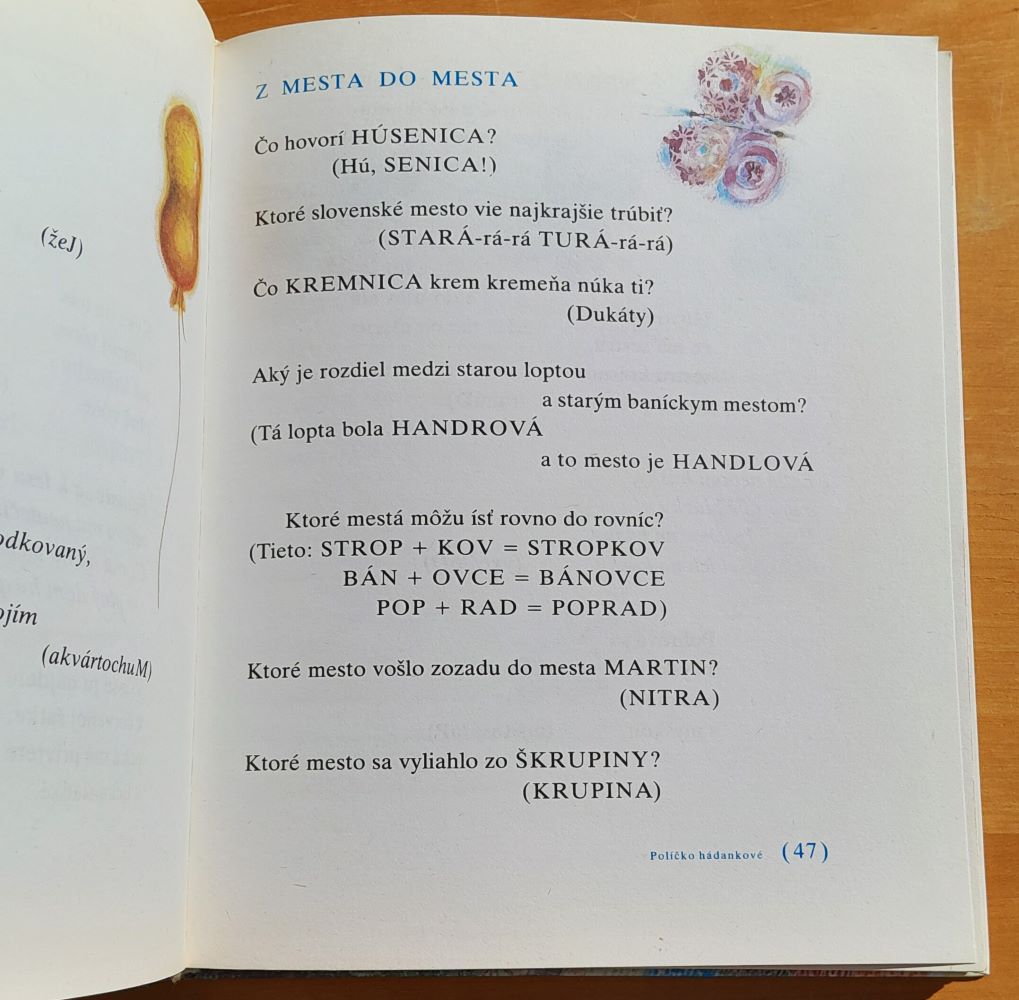 (žeJ)
odkovaný,
ojím
(akvártochuM)
Z MESTA DO MESTA
Čo hovorí HÚSENICA?
(Hú, SENICA!)
Ktoré slovenské mesto vie najkrajšie trúbiť?
(STARÁ-rá-rá TURÁ-rá-rá)
Čo KREMNICA krem kremeňa núka ti?
(Dukáty)
Aký je rozdiel medzi starou loptou
a starým baníckym mestom?
(Tá lopta bola HANDROVÁ
a to mesto je HANDLOVÁ
Ktoré mestá môžu ísť rovno do rovníc?
(Tieto: STROP + KOV = STROPKOV
BÁN + OVCE = BÁNOVCE
POP + RAD = POPRAD)
Ktoré mesto vošlo zozadu do mesta MARTIN?
(NITRA)
Ktoré mesto sa vyliahlo zo ŠKRUPINY?
(KRUPINA)
Políčko hádankové (47)